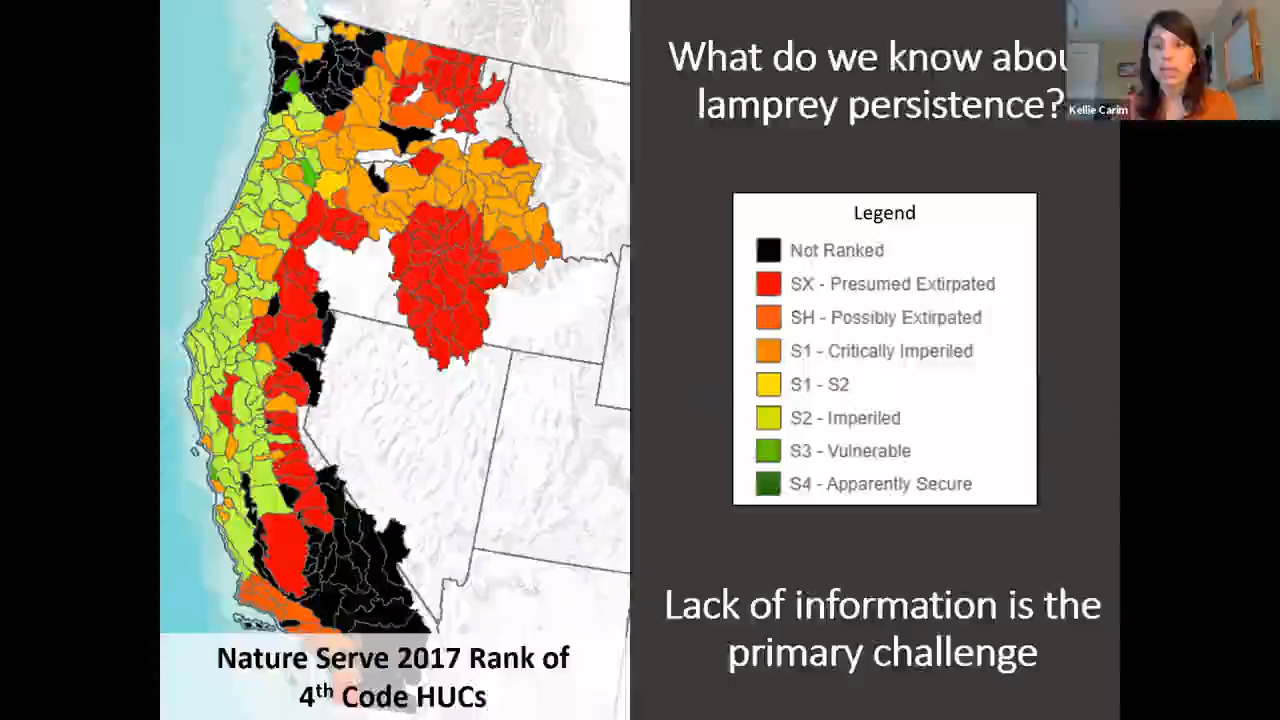 What do we know abou
lamprey persistence?
Kellie Carim
Legend
Not Ranked
SX - Presumed Extirpated
SH - Possibly Extirpated
S1 - Critically Imperiled
S1 - S2
S2 - Imperiled
S3 - Vulnerable
S4 - Apparently Secure
Lack of information is the
primary challenge
Nature Serve 2017 Rank of
4th Code HUCs